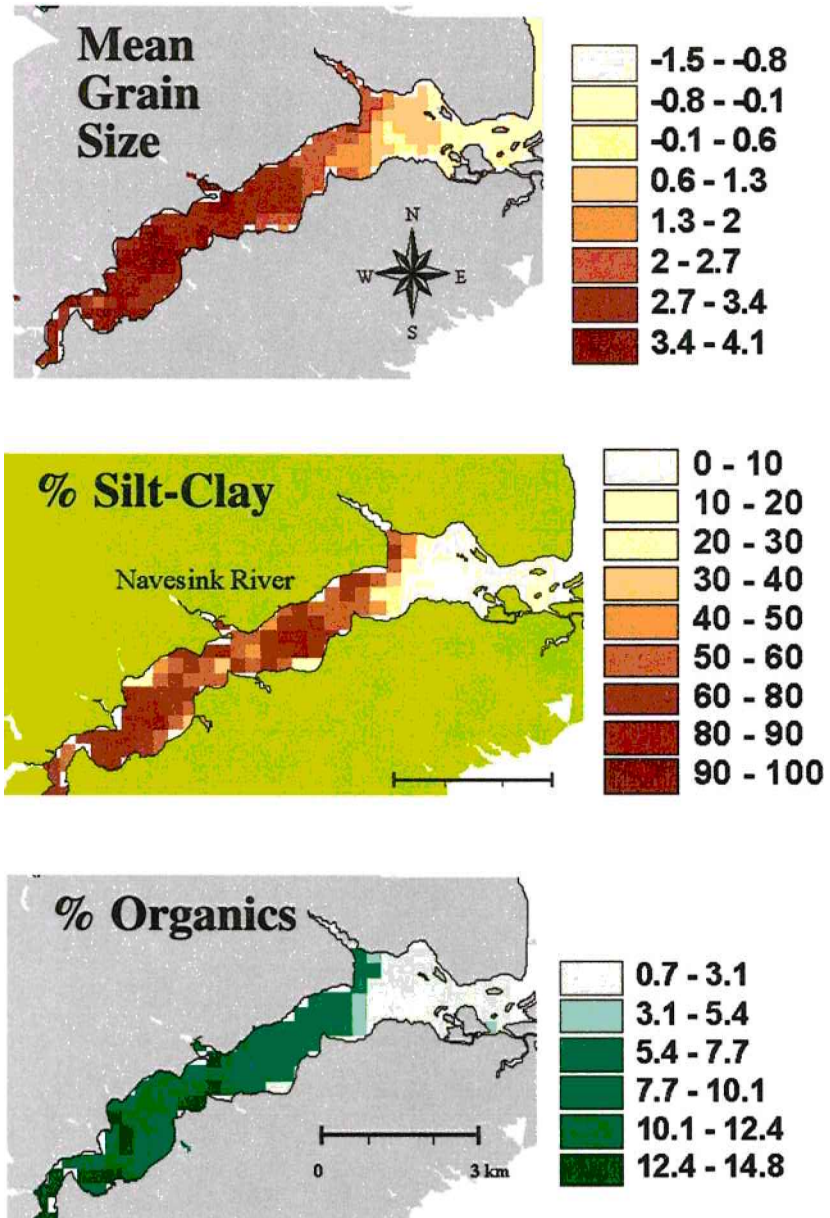 Mean
Grain
Size
N
W
E
S
-1.5 - -0.8
-0.8 - -0.1
-0.1 - 0.6
0.6 - 1.3
1.3 - 2
2 - 2.7
2.7 - 3.4
3.4 - 4.1
% Silt-Clay
Navesink River
0 - 10
10 - 20
20 - 30
30 - 40
40 - 50
50 - 60
60 - 80
80 - 90
90 - 100
% Organics
0
3 km
0.7 - 3.1
3.1 - 5.4
5.4 - 7.7
7.7 - 10.1
10.1 - 12.4
12.4 - 14.8